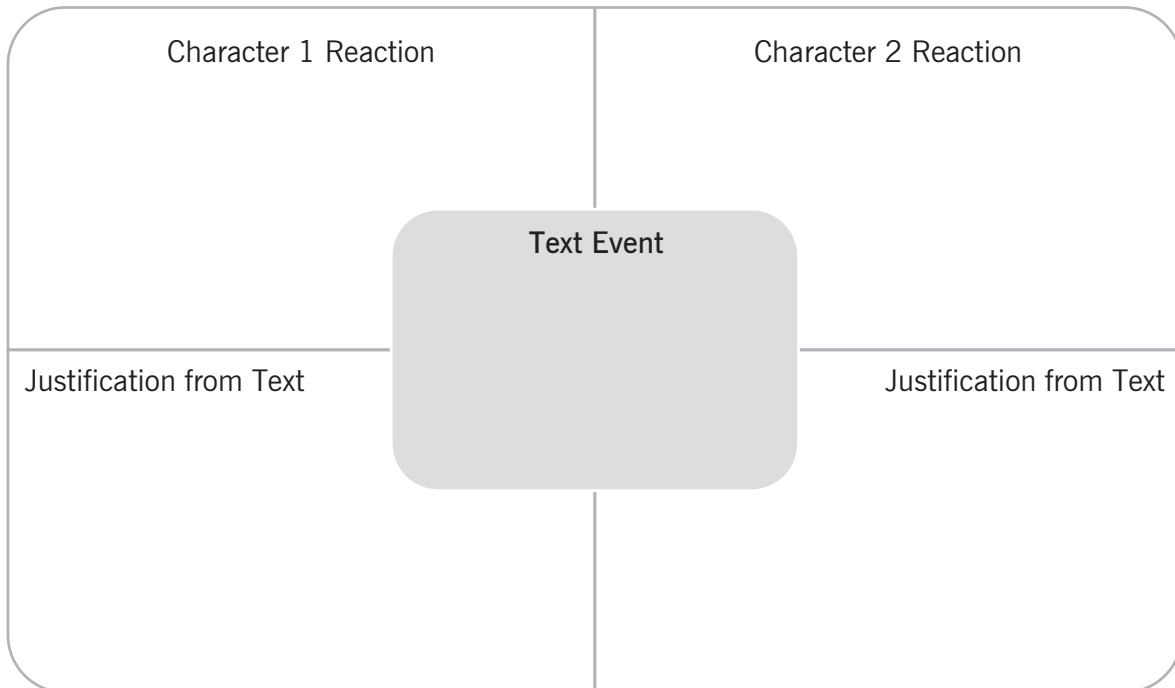 Character 1 Reaction
Character 2 Reaction
Text Event
Justification from Text
Justification from Text